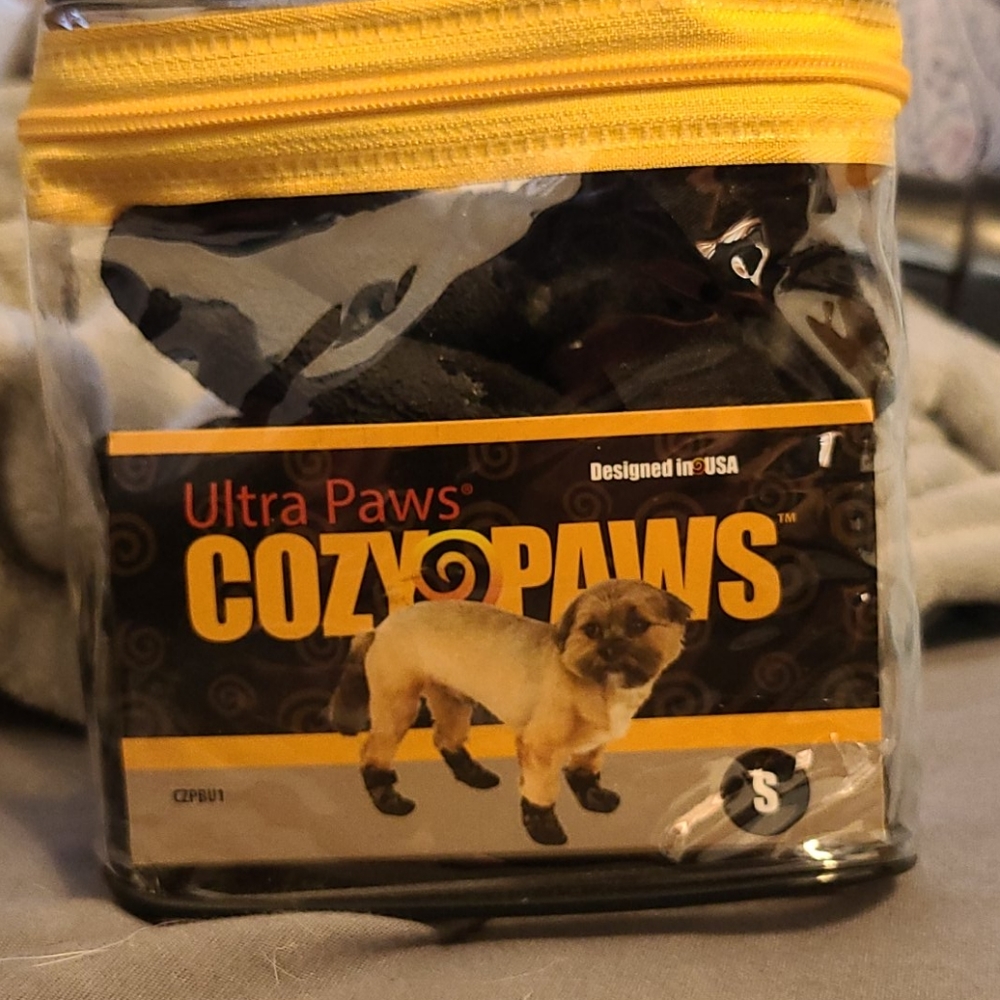 Designed in USA
Ultra Paws®
COZY PAWS™
CZPBU1
S